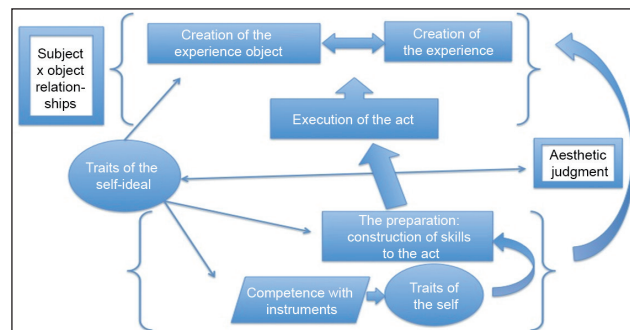 Subject
x object
relation-
ships
Creation of the
experience object
Creation of
the experience
Execution of the act
Traits of the
self-ideal
Aesthetic
judgment
The preparation:
construction of skills
to the act
Competence with
instruments
Traits of
the self